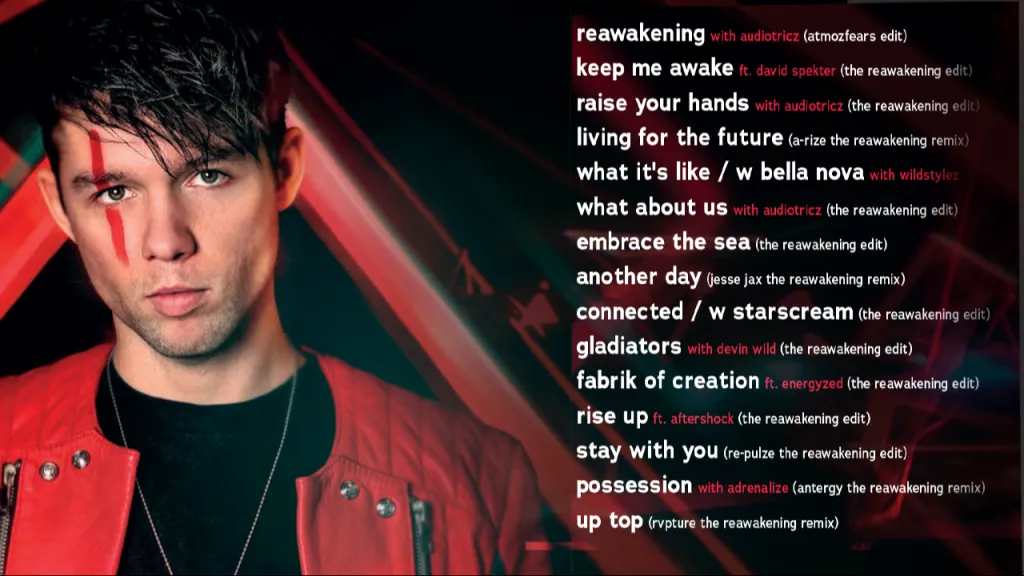 reawakening with audiotricz (atmozfears edit)
keep me awake ft. david spekter (the reawakening edit)
raise your hands with audiotricz (the reawakening edit)
living for the future (a-rize the reawakening remix)
what it's like / w bella nova with wildstylez
what about us with audiotricz (the reawakening edit)
embrace the sea (the reawakening edit)
another day (jesse jax the reawakening remix)
connected / w starscream (the reawakening edit)
gladiators with devin wild (the reawakening edit)
fabrik of creation ft. energyzed (the reawakening edit)
rise up ft. aftershock (the reawakening edit)
stay with you (re-pulze the reawakening edit)
possession with adrenalize (antergy the reawakening remix)
up top (rvpture the reawakening remix)